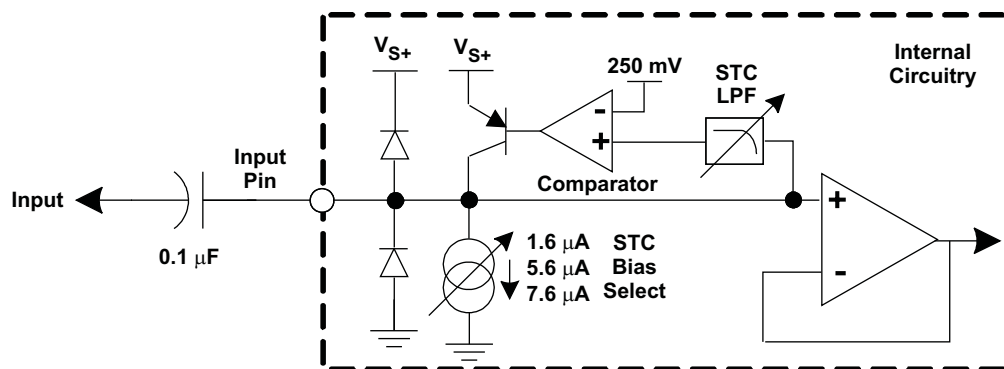 V_S+
V_S+
250 mV
STC
LPF
Internal
Circuitry
-
+
Input
Pin
Input
Comparator
0.1 μF
1.6 μA STC
5.6 μA Bias
7.6 μA Select
+
-